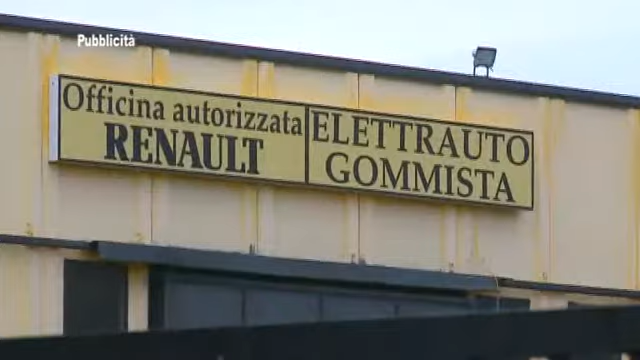 Pubblicità
Officina autorizzata
RENAULT
ELETTRAUTO
GOMMISTA